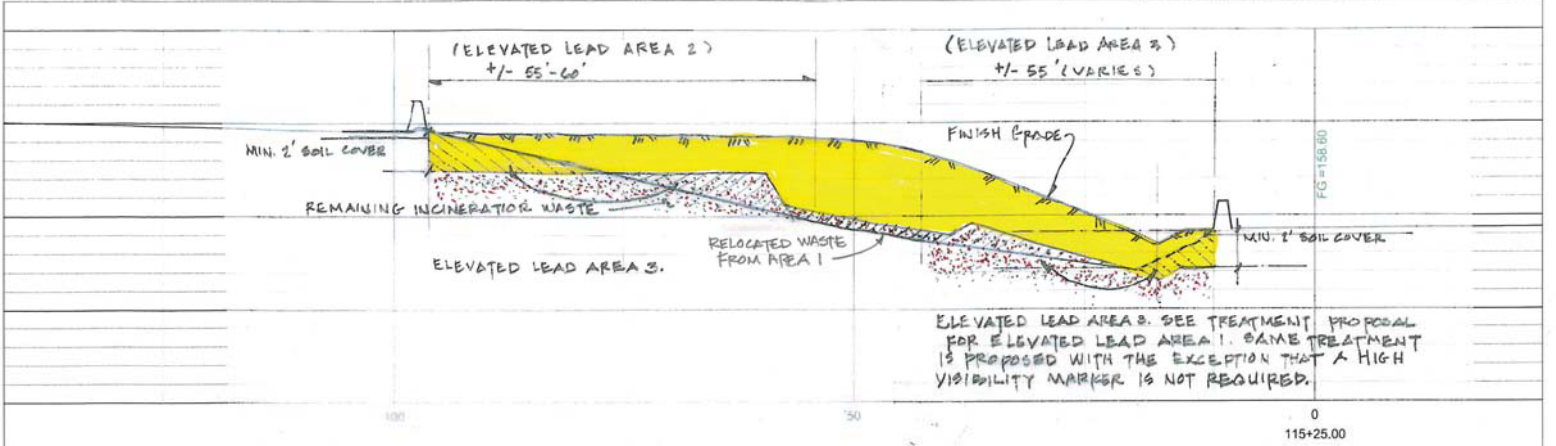 (ELEVATED LEAD AREA 2)
+/- 55'-60'
(ELEVATED LEAD AREA 3)
+/- 55' (VARIES)
MIN. 2' SOIL COVER
FINISH GRADE
FG =158.60
REMAINING INCINERATIOR WASTE
RELOCATED WASTE
FROM AREA 1
MIN. 2' SOIL COVER
ELEVATED LEAD AREA 3.
ELEVATED LEAD AREA 3. SEE TREATMENT PROPOSAL
FOR ELEVATED LEAD AREA 1. SAME TREATMENT
IS PROPOSED WITH THE EXCEPTION THAT A HIGH
VISIBILITY MARKER IS NOT REQUIRED.
100
50
0
115+25.00